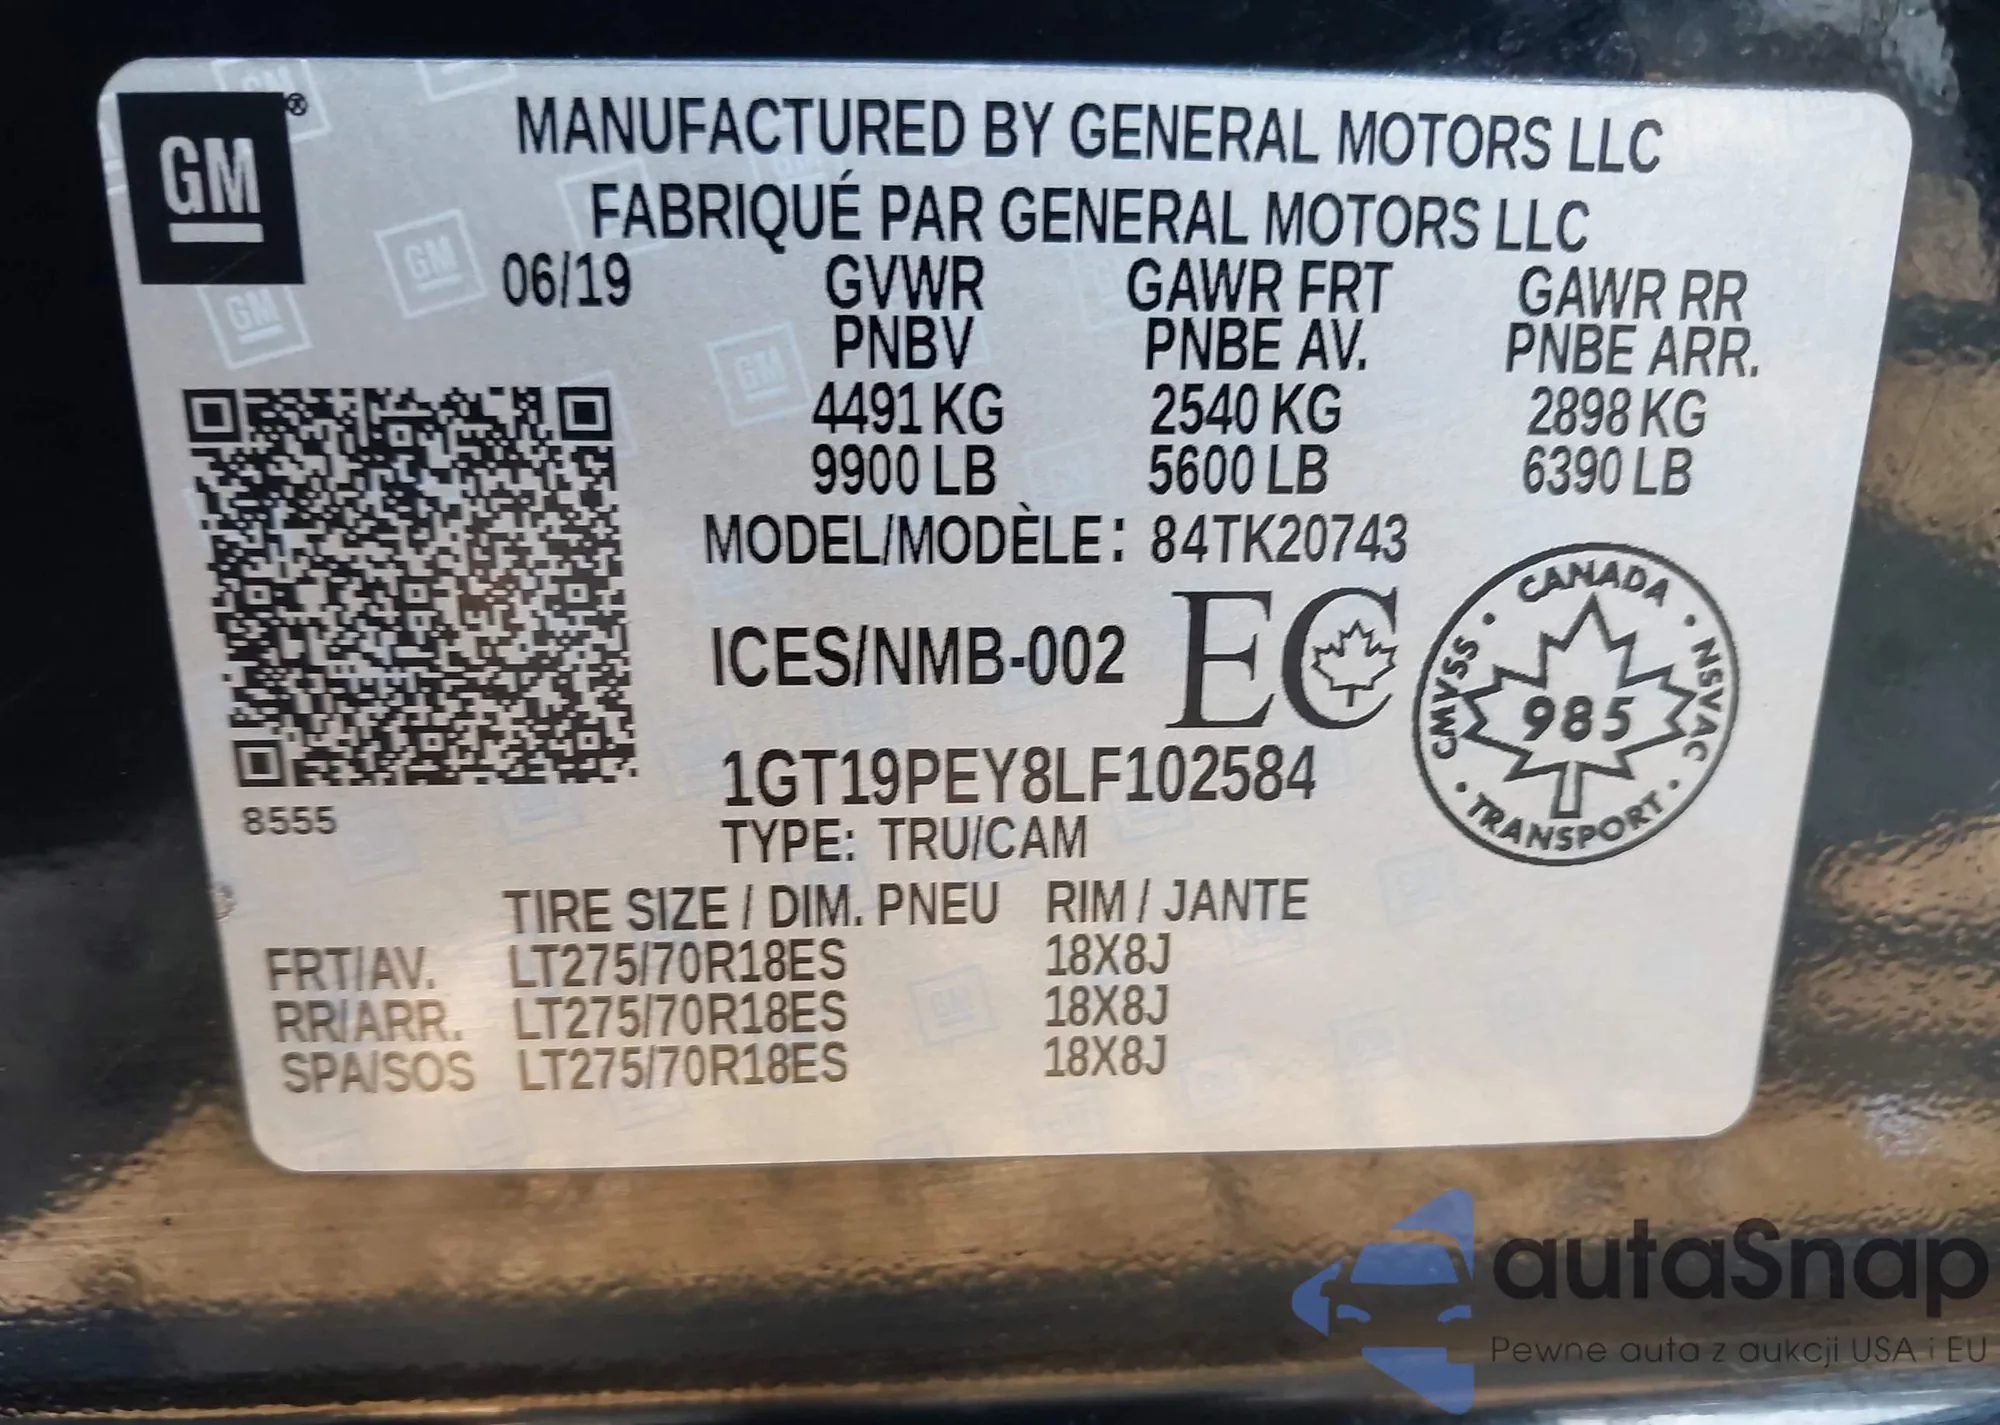 GM®
MANUFACTURED BY GENERAL MOTORS LLC
FABRIQUÉ PAR GENERAL MOTORS LLC
06/19 GVWR GAWR FRT GAWR RR
PNBV PNBE AV. PNBE ARR.
4491 KG 2540 KG 2898 KG
9900 LB 5600 LB 6390 LB
MODEL/MODÈLE: 84TK20743
ICES/NMB-002 EC
CANADA · NSVAC · TRANSPORT · CMVSS ·
985
1GT19PEY8LF102584
8555
TYPE: TRU/CAM
TIRE SIZE / DIM. PNEU RIM / JANTE
FRT/AV. LT275/70R18ES 18X8J
RR/ARR. LT275/70R18ES 18X8J
SPA/SOS LT275/70R18ES 18X8J
autaSnap
Pewne auta z aukcji USA i EU